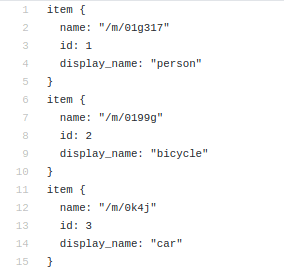 1 item {
2   name: "/m/01g317"
3   id: 1
4   display_name: "person"
5 }
6 item {
7   name: "/m/0199g"
8   id: 2
9   display_name: "bicycle"
10 }
11 item {
12   name: "/m/0k4j"
13   id: 3
14   display_name: "car"
15 }